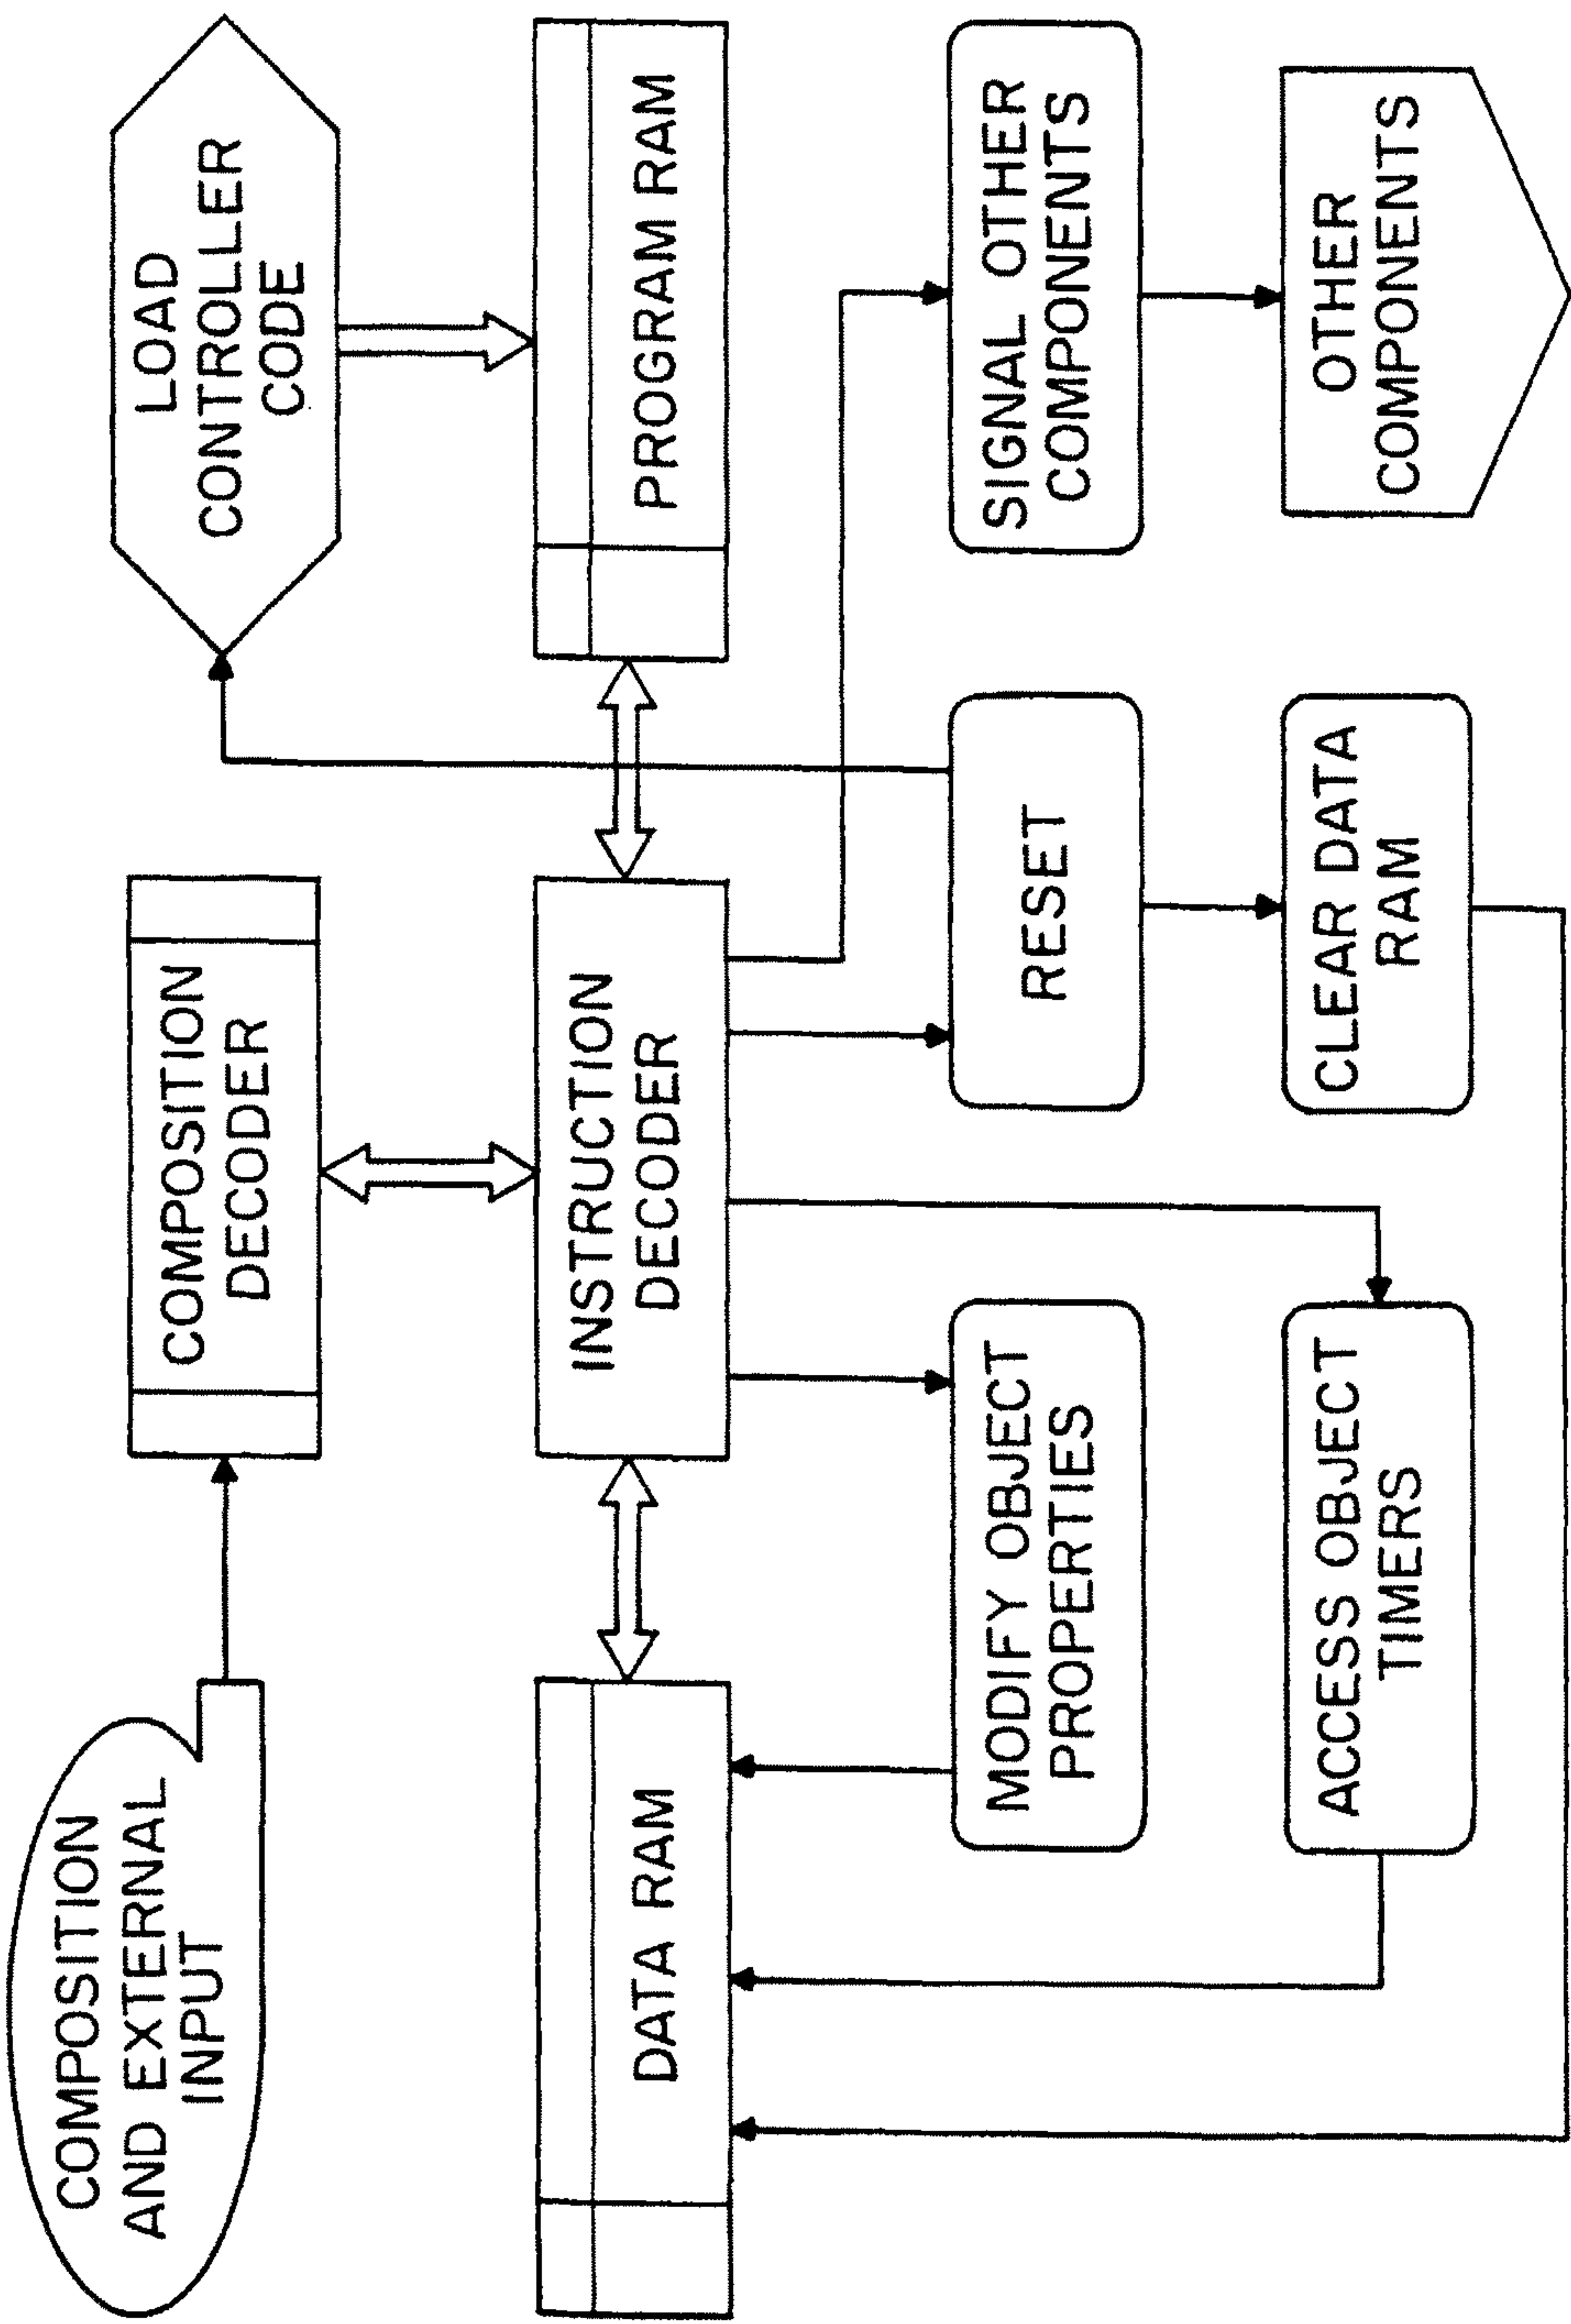 COMPOSITION
AND EXTERNAL
INPUT
COMPOSITION
DECODER
LOAD
CONTROLLER
CODE
DATA RAM
INSTRUCTION
DECODER
PROGRAM RAM
MODIFY OBJECT
PROPERTIES
RESET
SIGNAL OTHER
COMPONENTS
ACCESS OBJECT
TIMERS
CLEAR DATA
RAM
OTHER
COMPONENTS